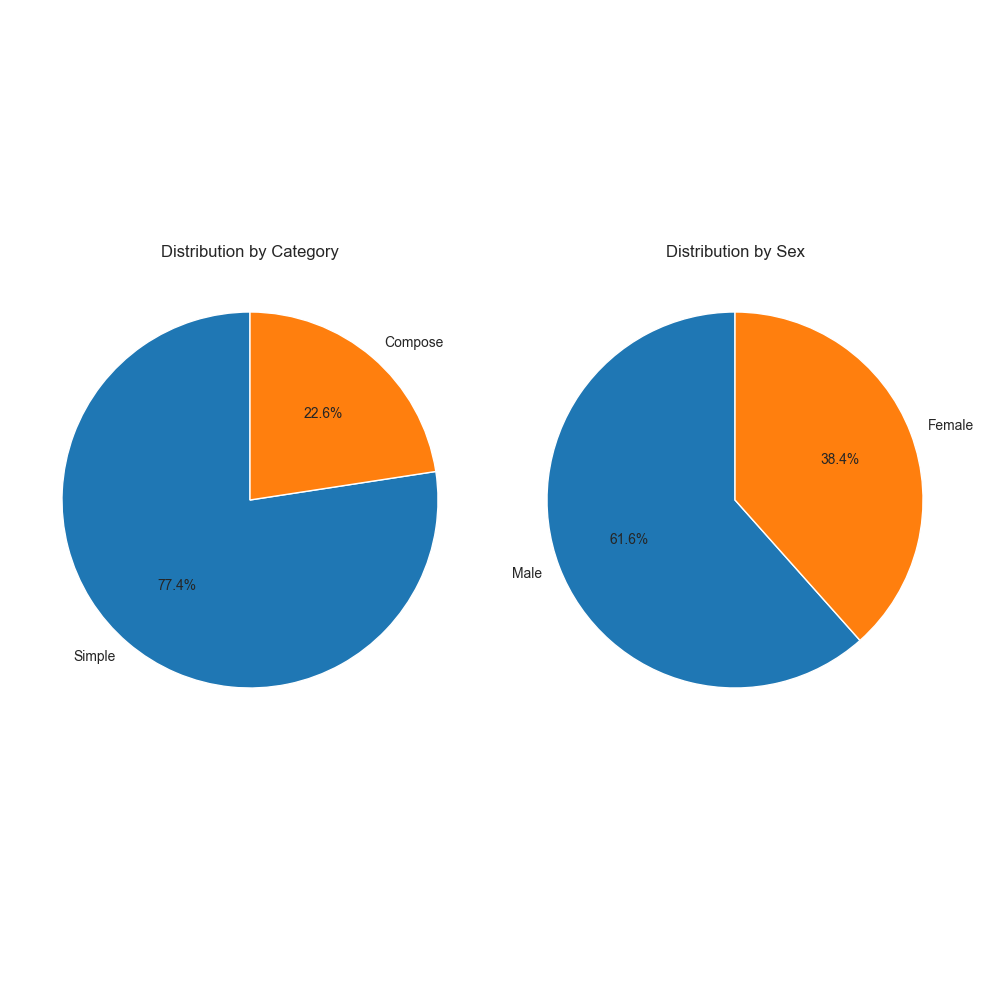 Distribution by Category
Compose
22.6%
77.4%
Simple
Distribution by Sex
Female
38.4%
61.6%
Male